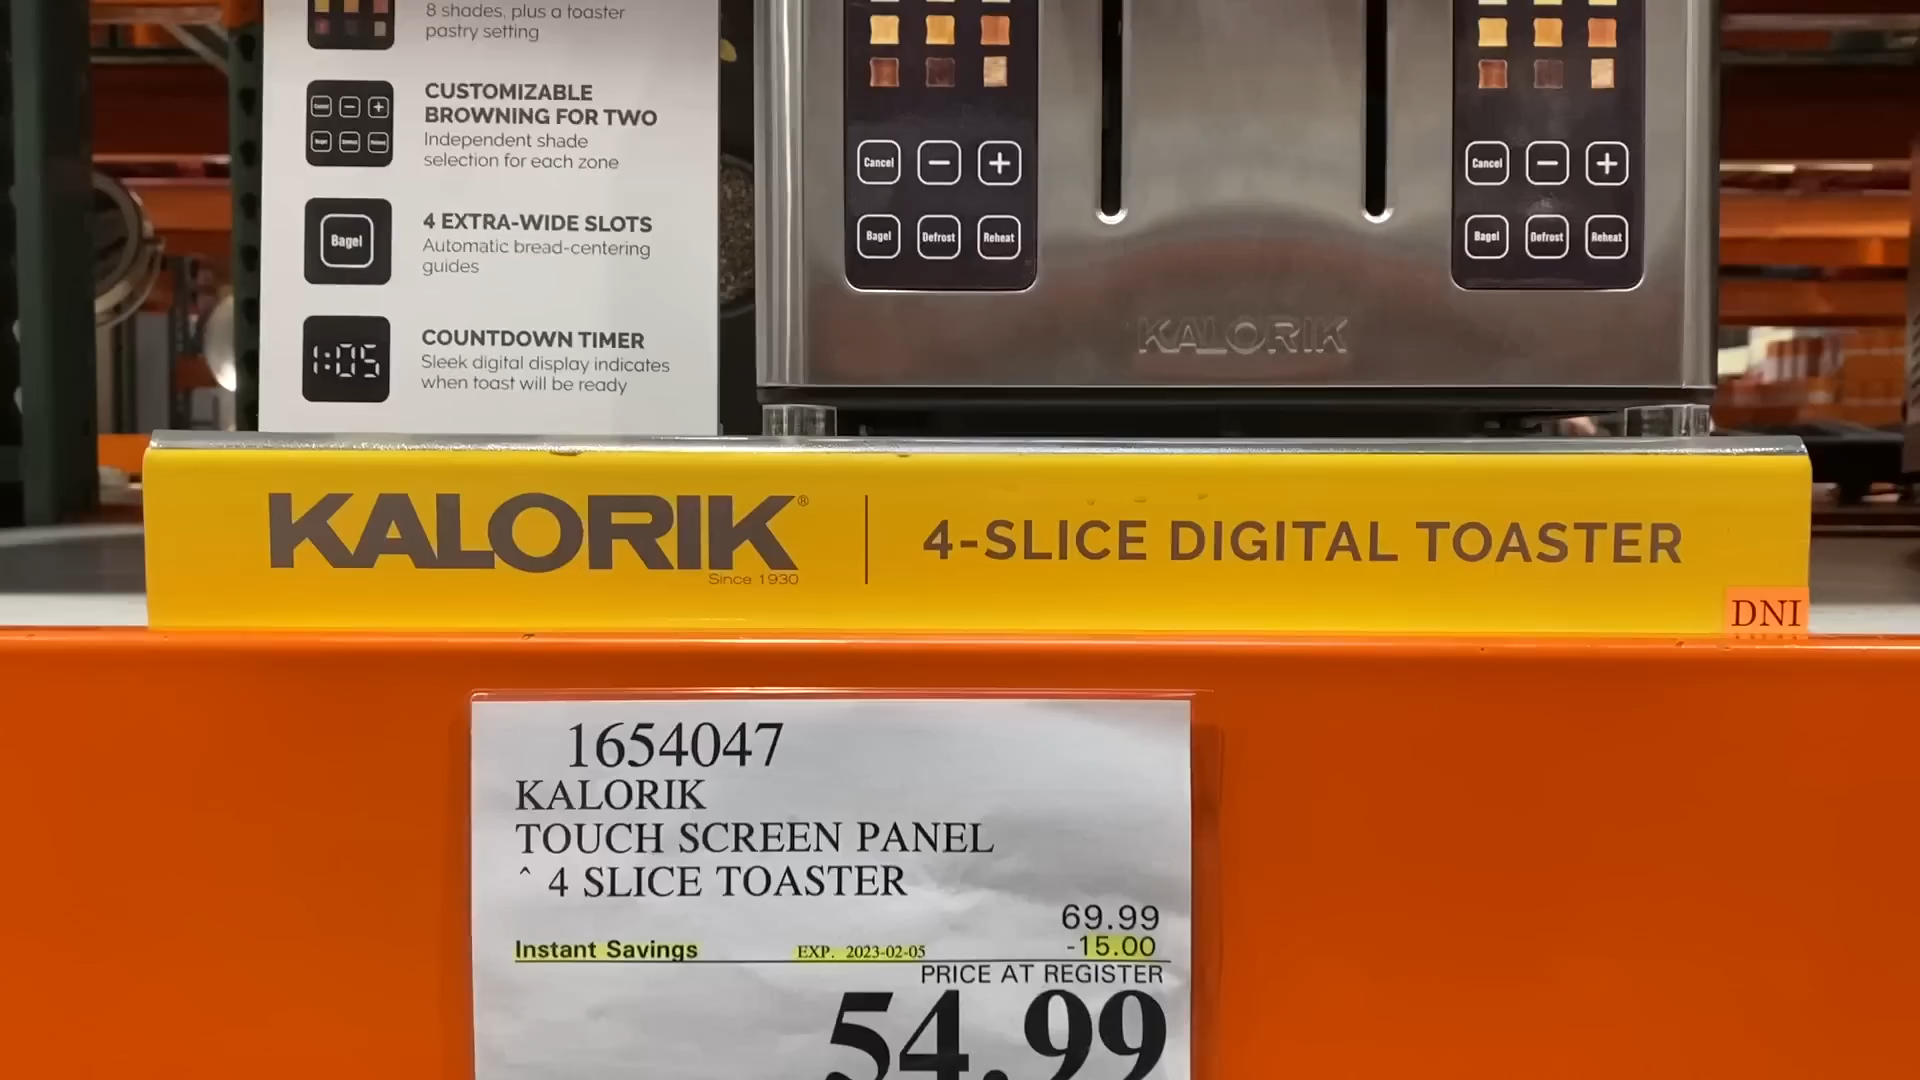 8 shades, plus a toaster
pastry setting
Cancel - +
Bagel Defrost Reheat
CUSTOMIZABLE
BROWNING FOR TWO
Independent shade
selection for each zone
Bagel
4 EXTRA-WIDE SLOTS
Automatic bread-centering
guides
1:05
COUNTDOWN TIMER
Sleek digital display indicates
when toast will be ready
Cancel - +
Bagel Defrost Reheat
Cancel - +
Bagel Defrost Reheat
KALORIK
KALORIK®
Since 1930
4-SLICE DIGITAL TOASTER
DNI
1654047
KALORIK
TOUCH SCREEN PANEL
^ 4 SLICE TOASTER
69.99
Instant Savings EXP. 2023-02-05 -15.00
PRICE AT REGISTER
54.99